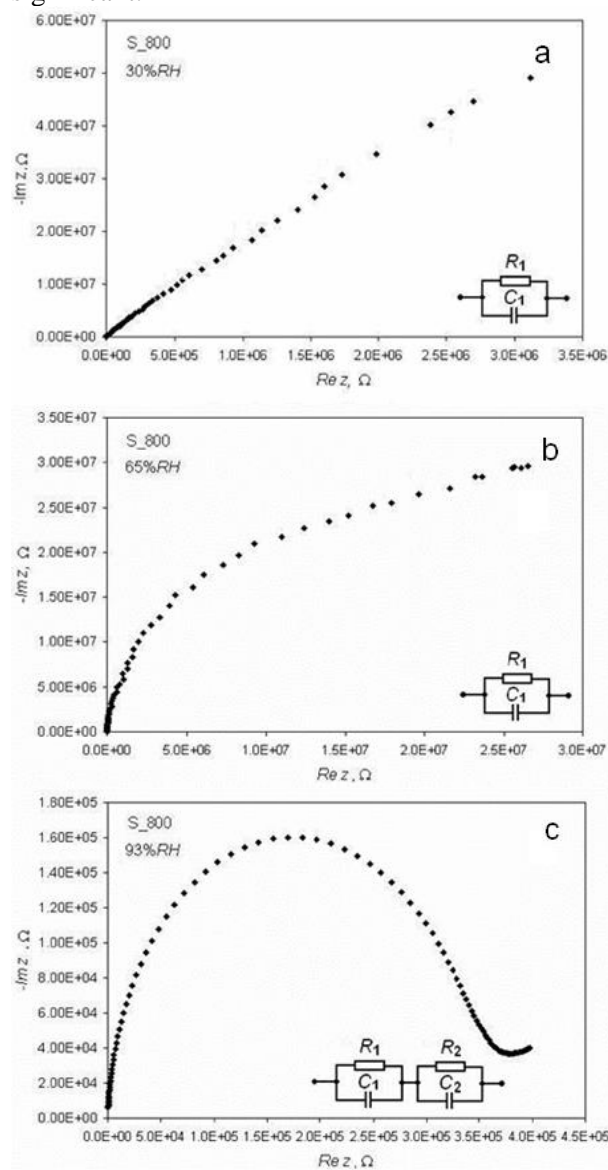 6.00E+07
S_800
a
30%RH
5.00E+07
4.00E+07
-Im z, Ω
3.00E+07
2.00E+07
R1
1.00E+07
C1
0.00E+00
0.0E+00 5.0E+05 1.0E+06 1.5E+06 2.0E+06 2.5E+06 3.0E+06 3.5E+06
Re z, Ω
3.50E+07
S_800
b
65%RH
3.00E+07
2.50E+07
2.00E+07
-Im z, Ω
1.50E+07
1.00E+07
R1
5.00E+06
C1
0.00E+00
0.0E+00 5.0E+06 1.0E+07 1.5E+07 2.0E+07 2.5E+07 3.0E+07
Re z, Ω
1.80E+05
S_800
c
93%RH
1.60E+05
1.40E+05
1.20E+05
1.00E+05
-Im z, Ω
8.00E+04
6.00E+04
4.00E+04
R1 R2
2.00E+04
C1 C2
0.00E+00
0.0E+00 5.0E+04 1.0E+05 1.5E+05 2.0E+05 2.5E+05 3.0E+05 3.5E+05 4.0E+05 4.5E+05
Re z, Ω